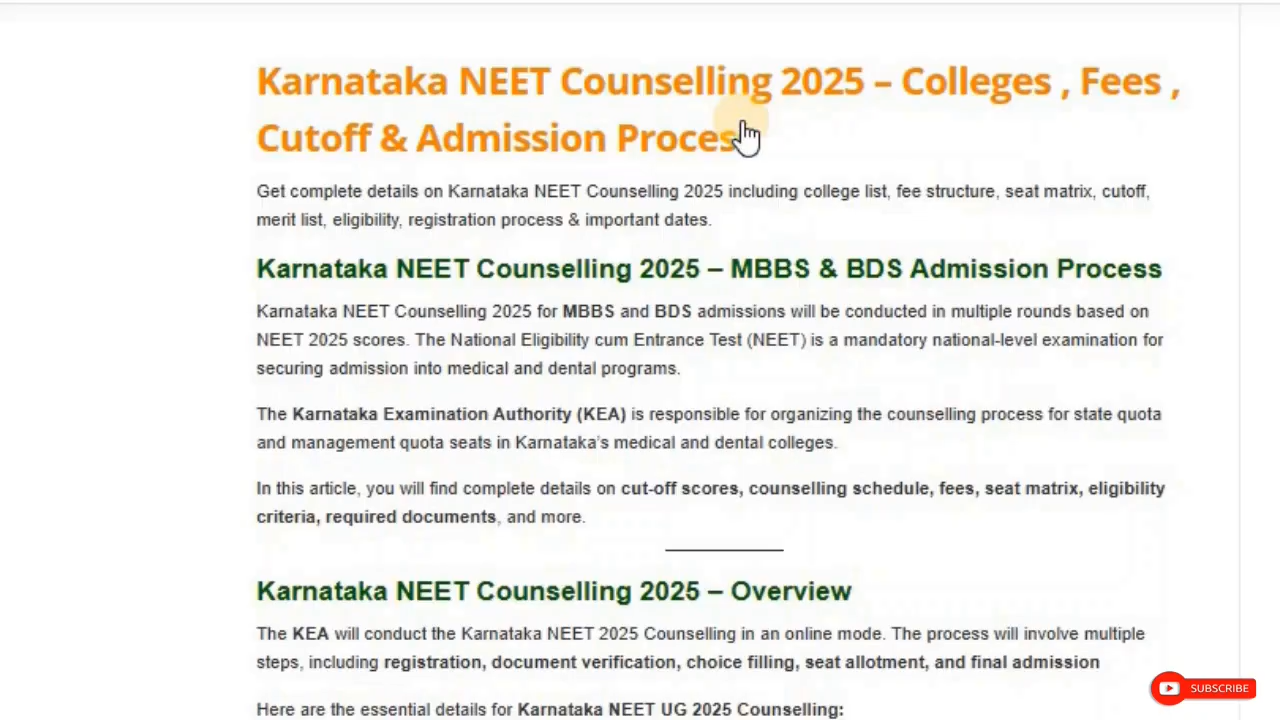 Karnataka NEET Counselling 2025 – Colleges , Fees ,
Cutoff & Admission Proces
Get complete details on Karnataka NEET Counselling 2025 including college list, fee structure, seat matrix, cutoff,
merit list, eligibility, registration process & important dates.
Karnataka NEET Counselling 2025 – MBBS & BDS Admission Process
Karnataka NEET Counselling 2025 for MBBS and BDS admissions will be conducted in multiple rounds based on
NEET 2025 scores. The National Eligibility cum Entrance Test (NEET) is a mandatory national-level examination for
securing admission into medical and dental programs.
The Karnataka Examination Authority (KEA) is responsible for organizing the counselling process for state quota
and management quota seats in Karnataka's medical and dental colleges.
In this article, you will find complete details on cut-off scores, counselling schedule, fees, seat matrix, eligibility
criteria, required documents, and more.
Karnataka NEET Counselling 2025 – Overview
The KEA will conduct the Karnataka NEET 2025 Counselling in an online mode. The process will involve multiple
steps, including registration, document verification, choice filling, seat allotment, and final admission
SUBSCRIBE
Here are the essential details for Karnataka NEET UG 2025 Counselling: